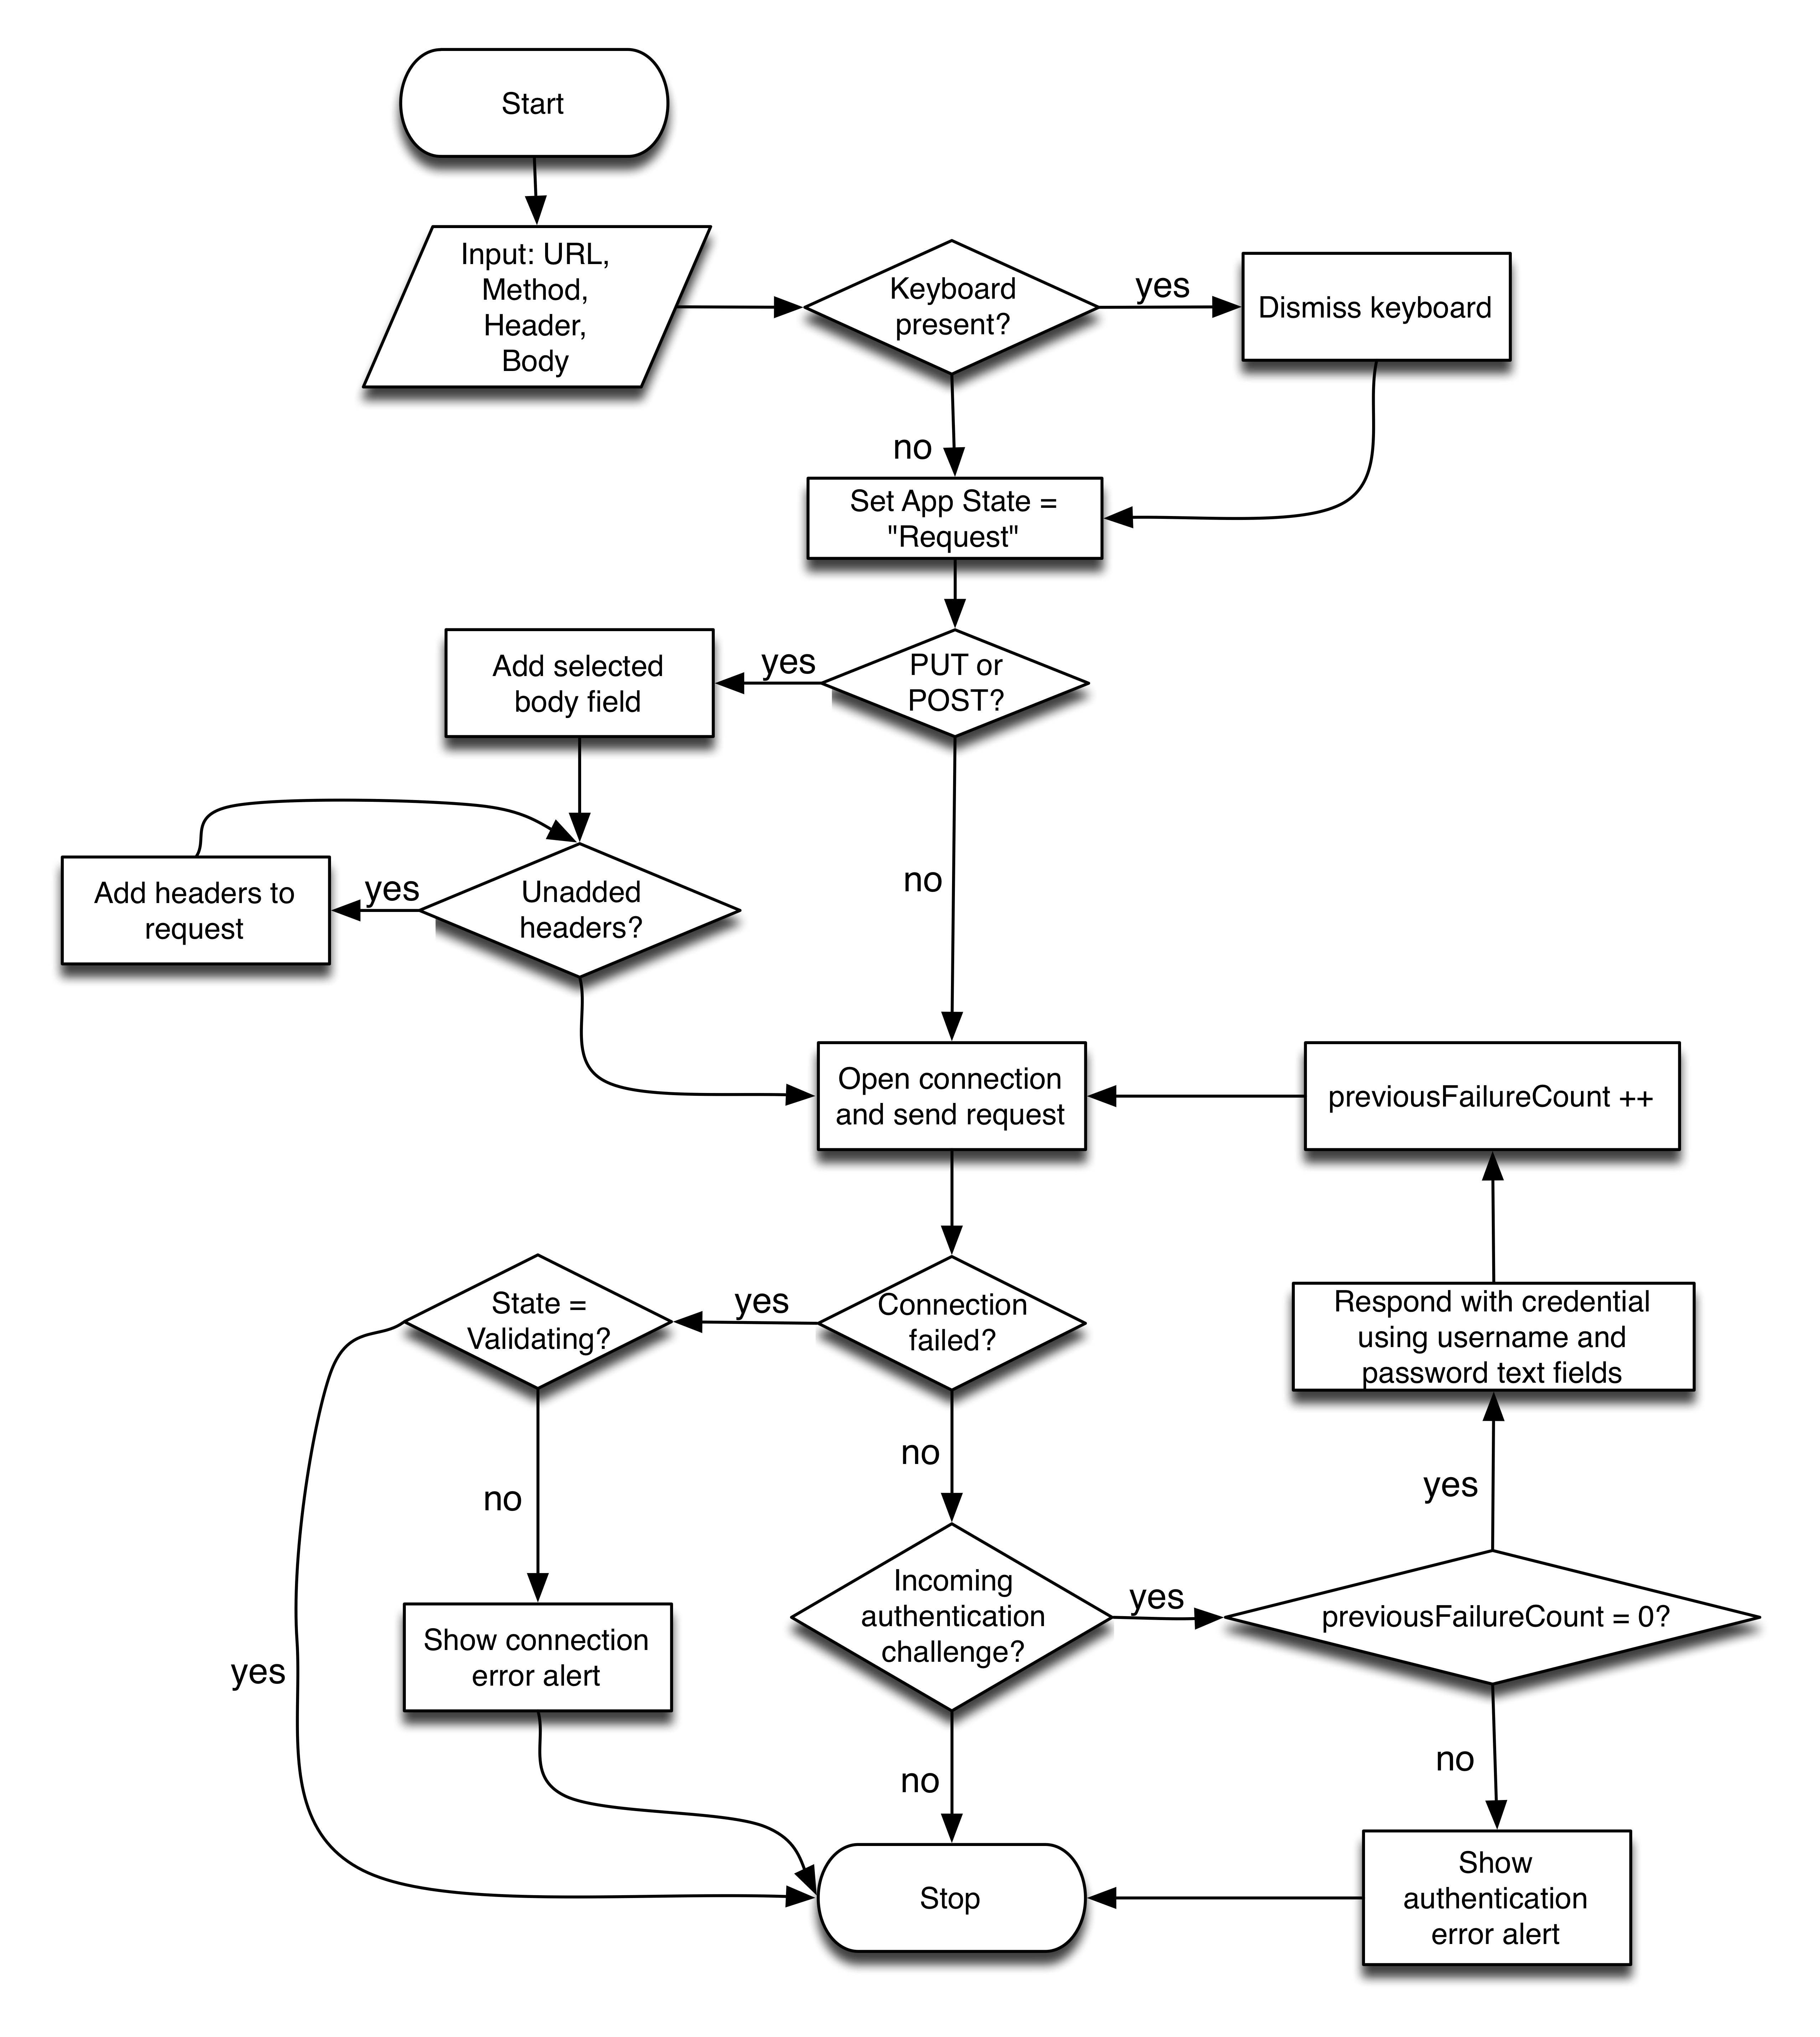 Start
Input: URL,
Method,
Header,
Body
Keyboard
present?
yes
Dismiss keyboard
no
Set App State =
"Request"
PUT or
POST?
yes
Add selected
body field
no
Unadded
headers?
yes
Add headers to
request
Open connection
and send request
previousFailureCount ++
Connection
failed?
yes
State =
Validating?
Respond with credential
using username and
password text fields
no
no
yes
Incoming
authentication
challenge?
yes
previousFailureCount = 0?
Show connection
error alert
yes
no
no
Stop
Show
authentication
error alert